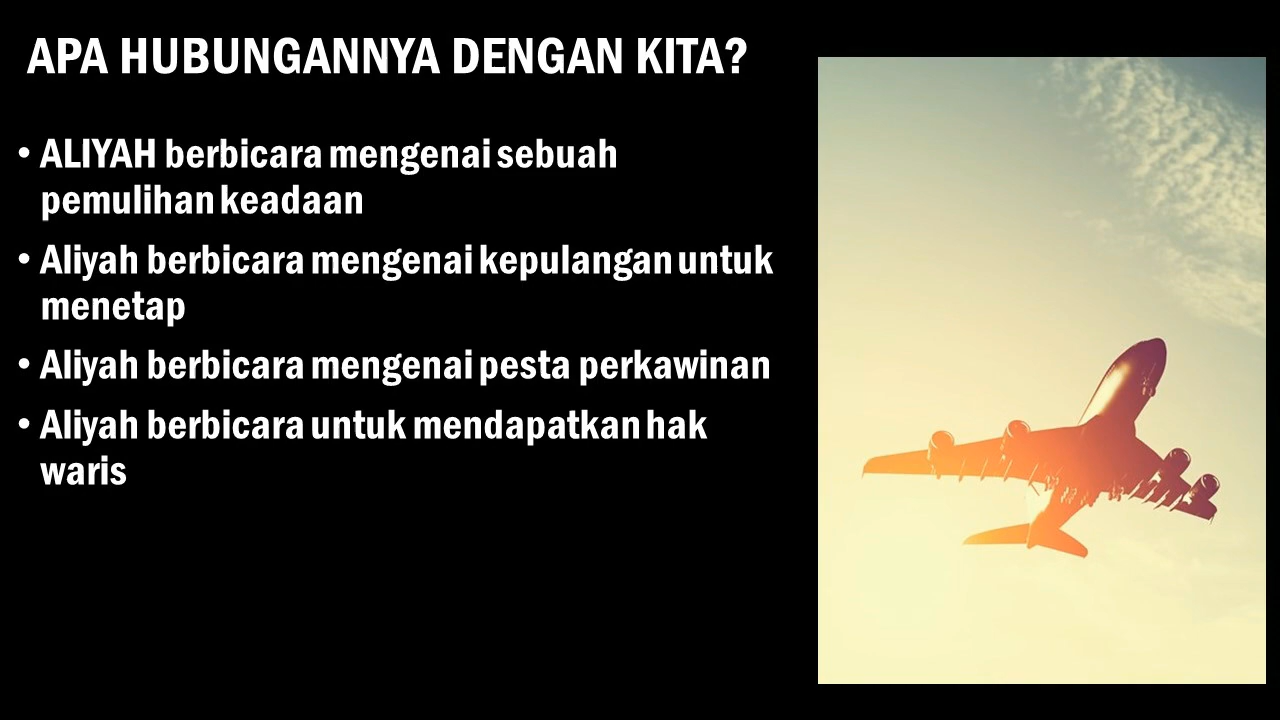 APA HUBUNGANNYA DENGAN KITA?
• ALIYAH berbicara mengenai sebuah
pemulihan keadaan
• Aliyah berbicara mengenai kepulangan untuk
menetap
• Aliyah berbicara mengenai pesta perkawinan
• Aliyah berbicara untuk mendapatkan hak
waris